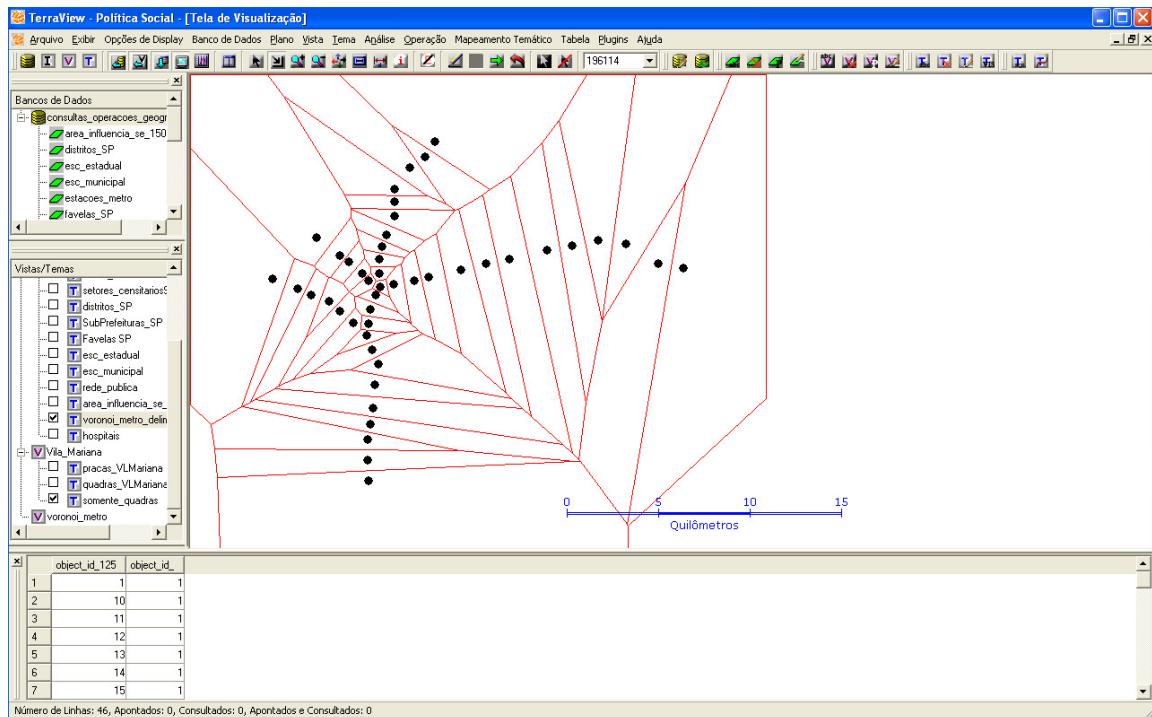 TerraView - Política Social - [Tela de Visualização]
Arquivo Exibir Opções de Display Banco de Dados Plano Vista Tema Análise Operação Mapeamento Temático Tabela Plugins Ajuda
I V T 196114
Bancos de Dados
consultas_operacoes_geogr
area_influencia_se_150
distritos_SP
esc_estadual
esc_municipal
estacoes_metro
favelas_SP
Vistas/Temas
T setores_censitariosS
T distritos_SP
T SubPrefeituras_SP
T Favelas SP
T esc_estadual
T esc_municipal
T rede_publica
T area_influencia_se_
T voronoi_metro_delin
T hospitais
V Vila_Mariana
T pracas_VLMariana
T quadras_VLMariana
T somente_quadras
V voronoi_metro
0 5 10 15
Quilômetros
object_id_125 object_id_
1 1 1
2 10 1
3 11 1
4 12 1
5 13 1
6 14 1
7 15 1
Número de Linhas: 46, Apontados: 0, Consultados: 0, Apontados e Consultados: 0